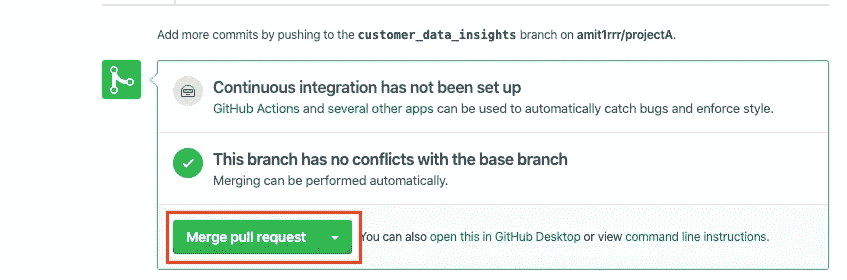 Add more commits by pushing to the customer_data_insights branch on amit1rrr/projectA.
Continuous integration has not been set up
GitHub Actions and several other apps can be used to automatically catch bugs and enforce style.
This branch has no conflicts with the base branch
Merging can be performed automatically.
Merge pull request You can also open this in GitHub Desktop or view command line instructions.